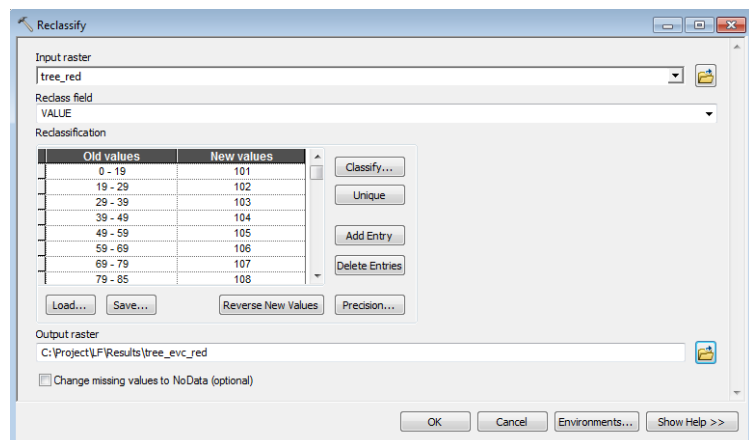 Reclassify
Input raster
tree_red
Reclass field
VALUE
Reclassification
Old values New values
0 - 19 101
19 - 29 102
29 - 39 103
39 - 49 104
49 - 59 105
59 - 69 106
69 - 79 107
79 - 85 108
Classify...
Unique
Add Entry
Delete Entries
Load... Save... Reverse New Values Precision...
Output raster
C:\Project\LF\Results\tree_evc_red
Change missing values to NoData (optional)
OK Cancel Environments... Show Help >>